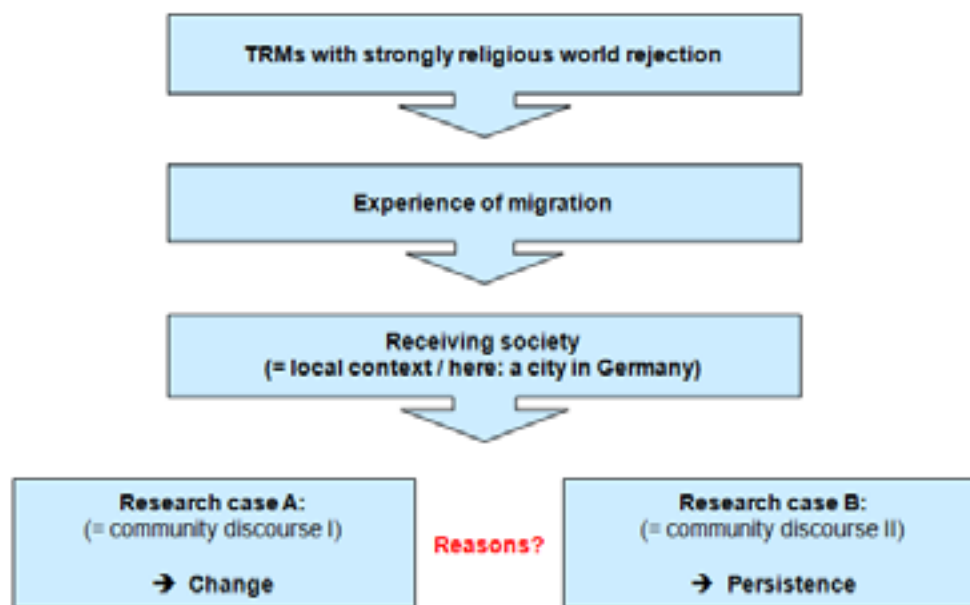 TRMs with strongly religious world rejection
Experience of migration
Receiving society
(= local context / here: a city in Germany)
Research case A:
(= community discourse I)
➔ Change
Reasons?
Research case B:
(= community discourse II)
➔ Persistence